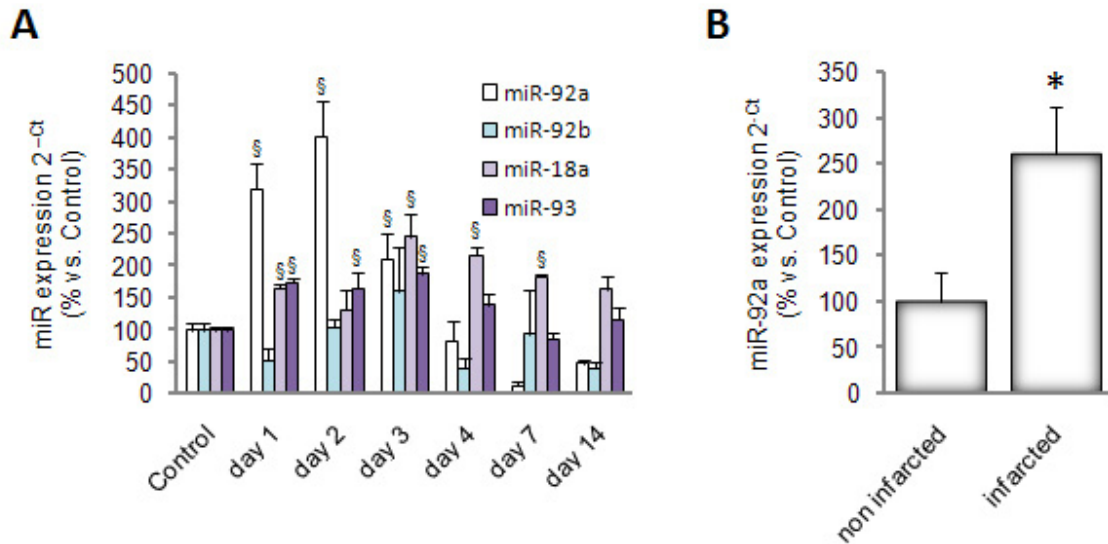 A
miR expression 2⁻ᶜᵗ
(% vs. Control)
500
450
400
350
300
250
200
150
100
50
0
§
§
§ §
§
§
§
§
§
§
§
miR-92a
miR-92b
miR-18a
miR-93
Control
day 1
day 2
day 3
day 4
day 7
day 14
B
miR-92a expression 2⁻ᶜᵗ
(% vs. Control)
350
300
250
200
150
100
50
0
*
non infarcted
infarcted